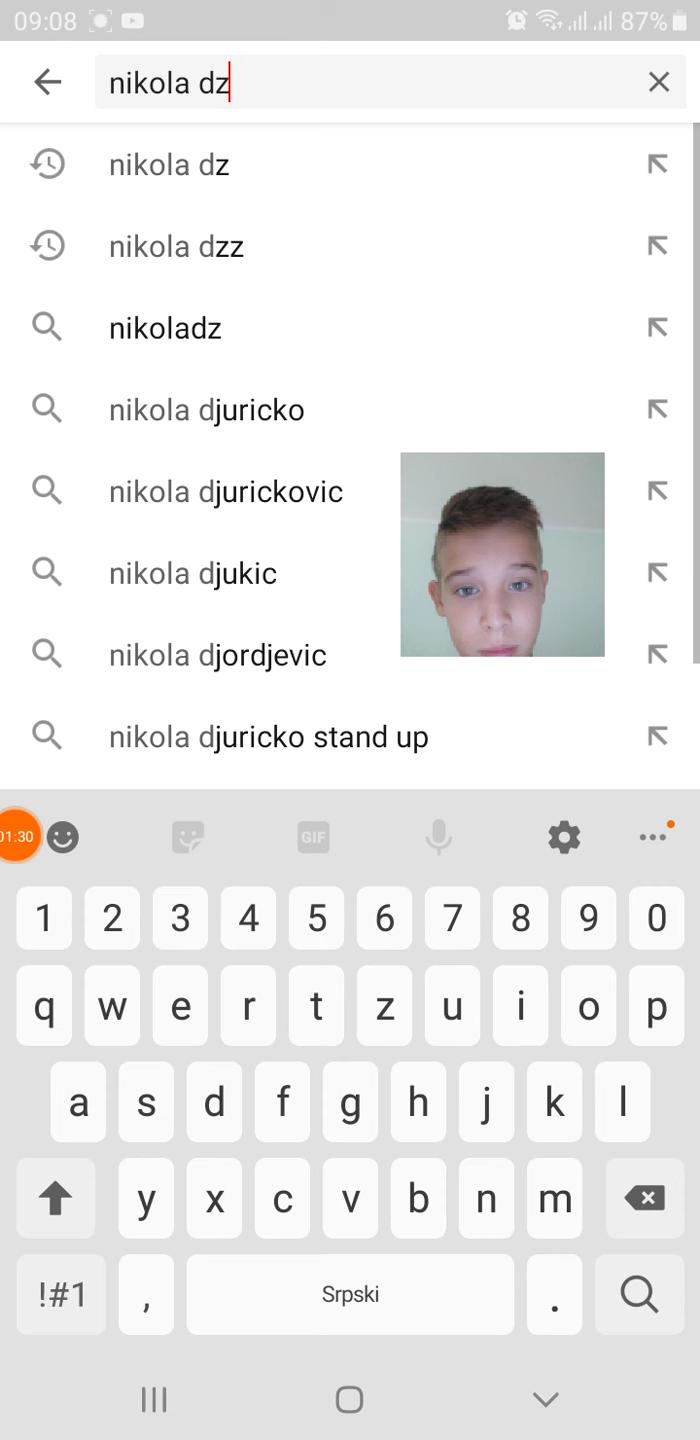 09:08 87%
nikola dz
nikola dz
nikola dzz
nikoladz
nikola djuricko
nikola djurickovic
nikola djukic
nikola djordjevic
nikola djuricko stand up
01:30 GIF
1 2 3 4 5 6 7 8 9 0
q w e r t z u i o p
a s d f g h j k l
y x c v b n m
!#1 , Srpski .